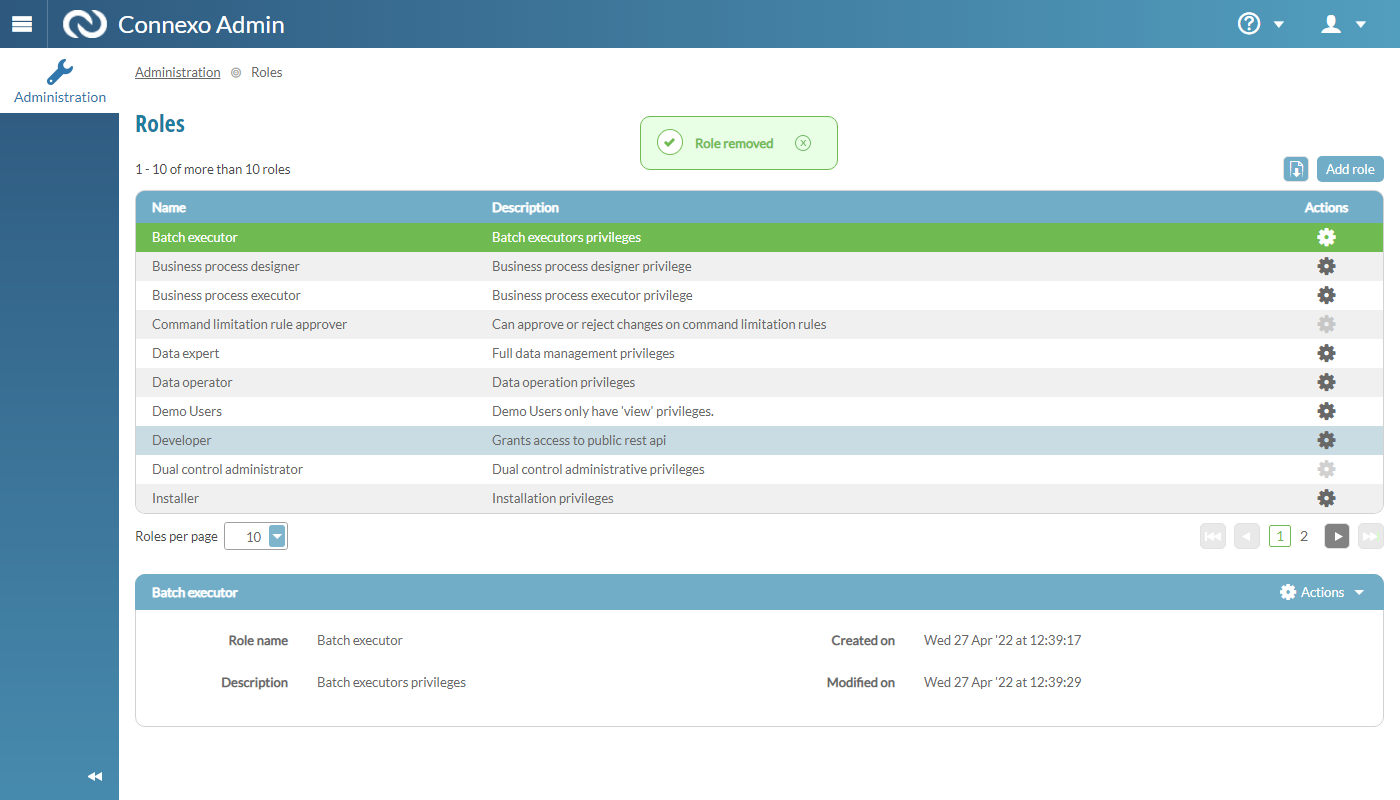 Connexo Admin
Administration
Administration Roles
Roles
Role removed
1 - 10 of more than 10 roles
Add role
Name Description Actions
Batch executor Batch executors privileges
Business process designer Business process designer privilege
Business process executor Business process executor privilege
Command limitation rule approver Can approve or reject changes on command limitation rules
Data expert Full data management privileges
Data operator Data operation privileges
Demo Users Demo Users only have 'view' privileges.
Developer Grants access to public rest api
Dual control administrator Dual control administrative privileges
Installer Installation privileges
Roles per page 10 1 2
Batch executor Actions
Role name Batch executor Created on Wed 27 Apr '22 at 12:39:17
Description Batch executors privileges Modified on Wed 27 Apr '22 at 12:39:29